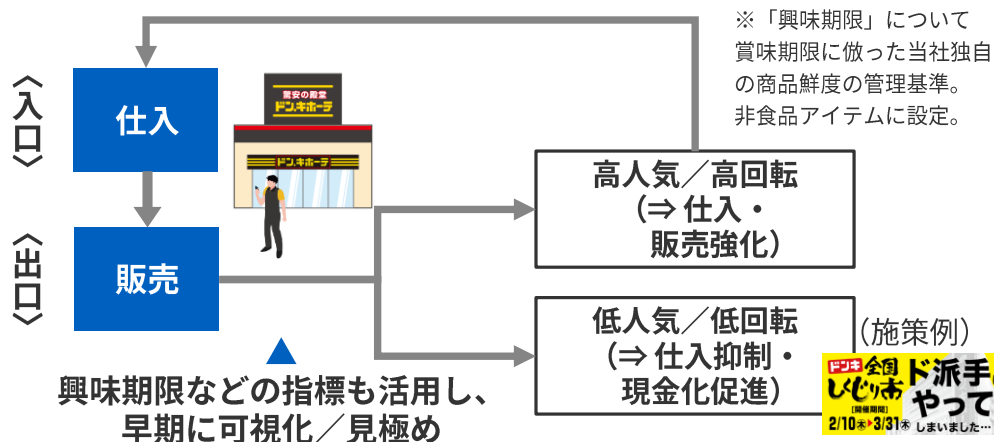 ※「興味期限」について
賞味期限に倣った当社独自
の商品鮮度の管理基準。
非食品アイテムに設定。
〈入口〉
仕入
驚安の殿堂
ドン.キホーテ
ドン.キホーテ
高人気／高回転
（⇒ 仕入・
販売強化）
〈出口〉
販売
低人気／低回転
（⇒ 仕入抑制・
現金化促進）
（施策例）
興味期限などの指標も活用し、
早期に可視化／見極め
ドンキ
全国
いじり市
[開催期間]
2/10㊍▶3/31㊍
ド派手に
やって
しまいました…